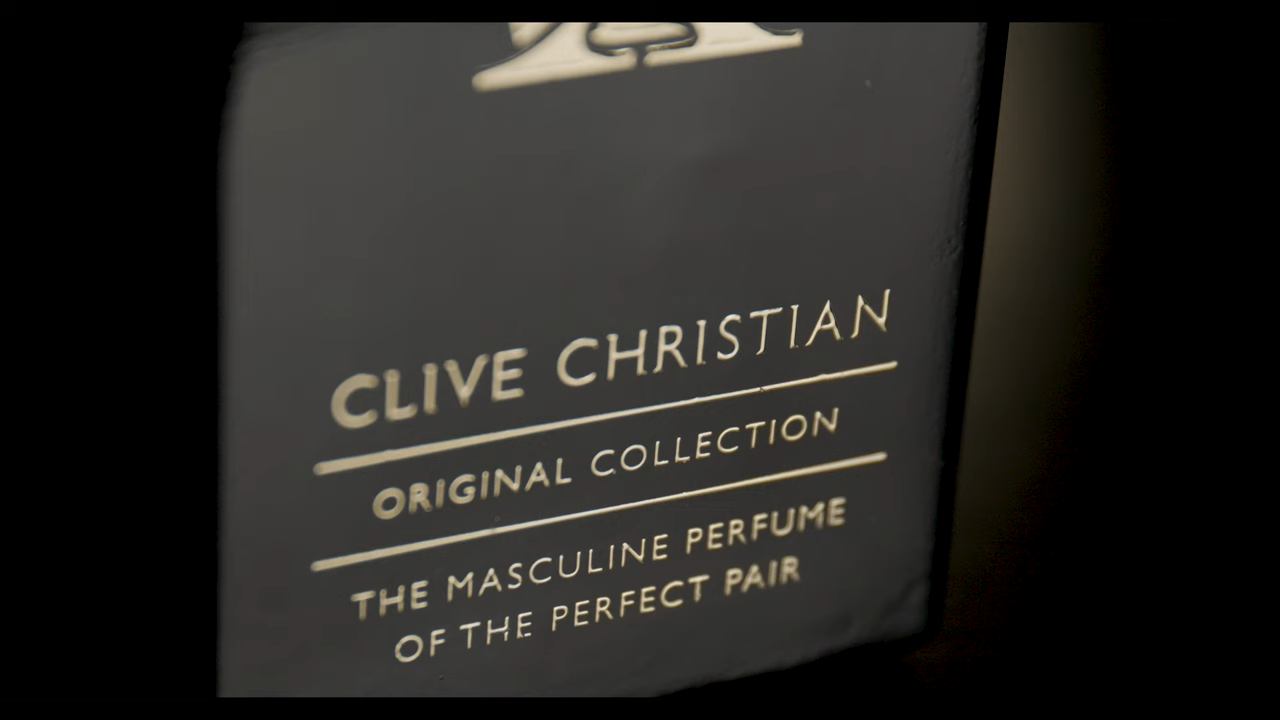 CLIVE CHRISTIAN
ORIGINAL COLLECTION
THE MASCULINE PERFUME
OF THE PERFECT PAIR